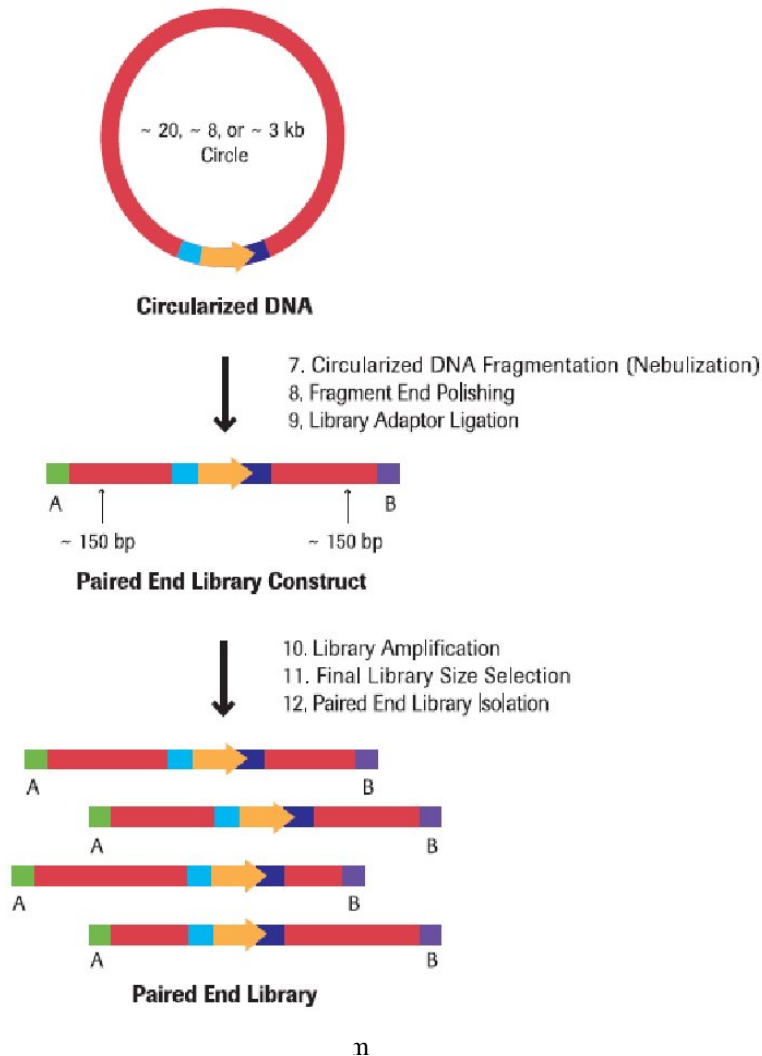 ~ 20, ~ 8, or ~ 3 kb
Circle
Circularized DNA
7. Circularized DNA Fragmentation (Nebulization)
8. Fragment End Polishing
9. Library Adaptor Ligation
A B
~ 150 bp ~ 150 bp
Paired End Library Construct
10. Library Amplification
11. Final Library Size Selection
12. Paired End Library Isolation
A B
A B
A B
A B
Paired End Library
m